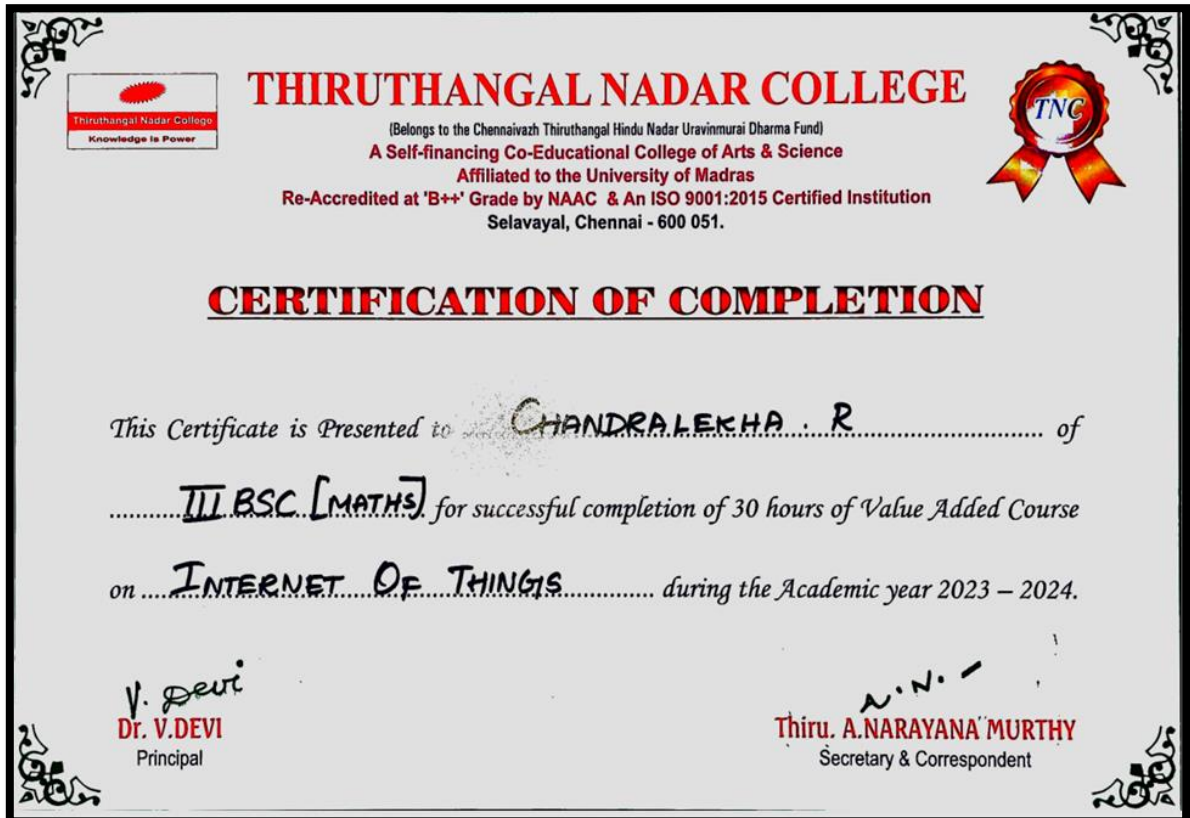 Thiruthangal Nadar College
Knowledge is Power
THIRUTHANGAL NADAR COLLEGE
(Belongs to the Chennaivazh Thiruthangal Hindu Nadar Uravinmurai Dharma Fund)
A Self-financing Co-Educational College of Arts & Science
Affiliated to the University of Madras
Re-Accredited at 'B++' Grade by NAAC & An ISO 9001:2015 Certified Institution
Selavayal, Chennai - 600 051.
TNC
CERTIFICATION OF COMPLETION
This Certificate is Presented to CHANDRALEKHA . R of
III BSC [MATHS] for successful completion of 30 hours of Value Added Course
on INTERNET OF THINGS during the Academic year 2023 – 2024.
V. Devi
Dr. V.DEVI
Principal
N.N.
Thiru. A.NARAYANA MURTHY
Secretary & Correspondent